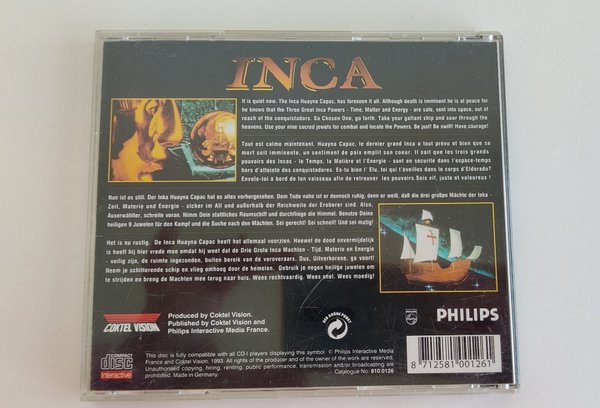 INCA
It is quiet now. The Inca Huayna Capac, has foreseen it all. Although death is imminent he is at peace for
he knows that the Three Great Inca Powers - Time, Matter and Energy - are safe, sent into space, out of
reach of the conquistadors. So Chosen One, go forth. Take your gallant ship and soar through the
heavens. Use your nine sacred jewels for combat and locate the Powers. Be just! Be swift! Have courage!
Tout est calme maintenant. Huayna Capac, le dernier grand Inca a tout prévu et bien que sa
mort soit imminente, un sentiment de paix emplit son coeur. Il sait que les trois grands
pouvoirs des Incas - le Temps, la Matière et l'Energie - sont en sécurité dans l'espace-temps
hors d'atteinte des conquistadores. Es-tu bien l' Elu, toi qui t'éveilles dans le corps d'Eldorado?
Envole-toi à bord de ton vaisseau afin de retrouver les pouvoirs. Sois vif, juste et valeureux!
Nun ist es still. Der Inka Huayna Capac hat es alles vorhergesehen. Dem Tode nahe ist er dennoch ruhig, denn er weiß, daß die drei großen Mächte der Inka -
Zeit, Materie und Energie - sicher im All und außerhalb der Reichweite der Eroberer sind. Also,
Auserwählter, schreite voran. Nimm Dein stattliches Raumschiff und durchfliege die Himmel. Benutze Deine
heiligen 9 Juwelen für den Kampf und die Suche nach den Mächten. Sei gerecht! Sei schnell! Und sei mutig!
Het is nu rustig. De Inca Huayna Capac heeft het allemaal voorzien. Hoewel de dood onvermijdelijk
is heeft hij hier vrede mee omdat hij weet dat de Drie Grote Inca Machten - Tijd, Materie en Energie
- veilig zijn, de ruimte ingezonden, buiten bereik van de veroveraars. Dus, Uitverkorene, ga voort!
Neem je schitterende schip en vlieg omhoog door de hemelen. Gebruik je negen heilige juwelen om
te strijden en breng de Machten mee terug naar huis. Wees rechtvaardig. Wees snel. Wees moedig!
COKTEL VISION
Produced by Coktel Vision.
Published by Coktel Vision and
Philips Interactive Media France.
DER GRÜNE PUNKT
PHILIPS
COMPACT
disc
Interactive
This disc is fully compatible with all CD-I players displaying this symbol. © Philips Interactive Media
France and Coktel Vision, 1993. All rights of the producer and of the owner of the work are reserved.
Unauthorised copying, hiring, renting, public performance, transmission and/or broadcasting are
prohibited. Made in Germany.
Catalogue No. 810 0126
8 712581 001261